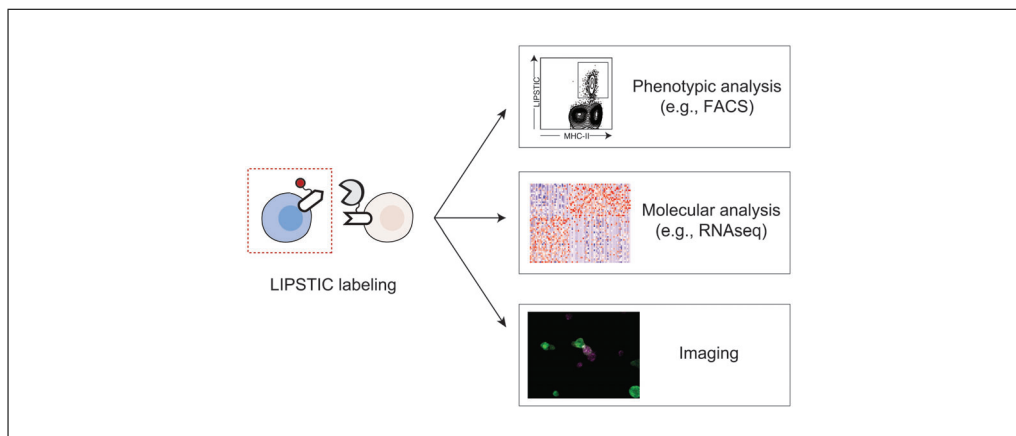 LIPSTIC
MHC-II
Phenotypic analysis
(e.g., FACS)
LIPSTIC labeling
Molecular analysis
(e.g., RNAseq)
Imaging